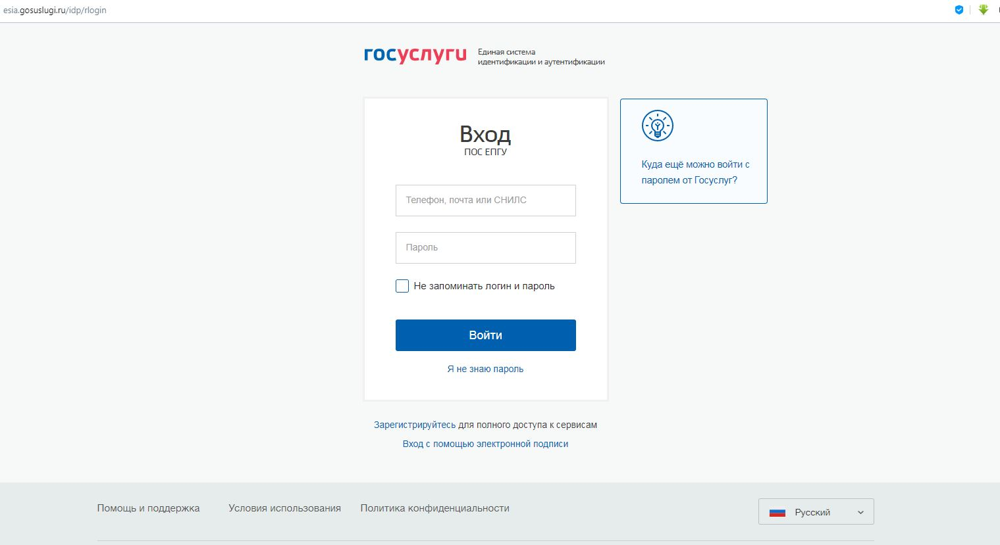 esia.gosuslugi.ru/idp/rlogin
госуслуги
Единая система
идентификации и аутентификации
Вход
ПОС ЕПГУ
Телефон, почта или СНИЛС
Пароль
Не запоминать логин и пароль
Войти
Я не знаю пароль
Куда ещё можно войти с
паролем от Госуслуг?
Зарегистрируйтесь для полного доступа к сервисам
Вход с помощью электронной подписи
Помощь и поддержка
Условия использования
Политика конфиденциальности
Русский